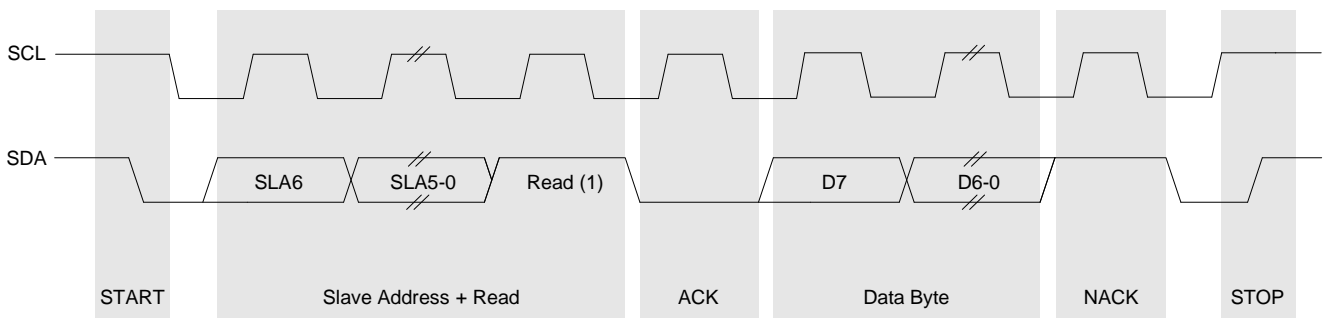 SCL
SDA
SLA6 SLA5-0 Read (1) D7 D6-0
START Slave Address + Read ACK Data Byte NACK STOP